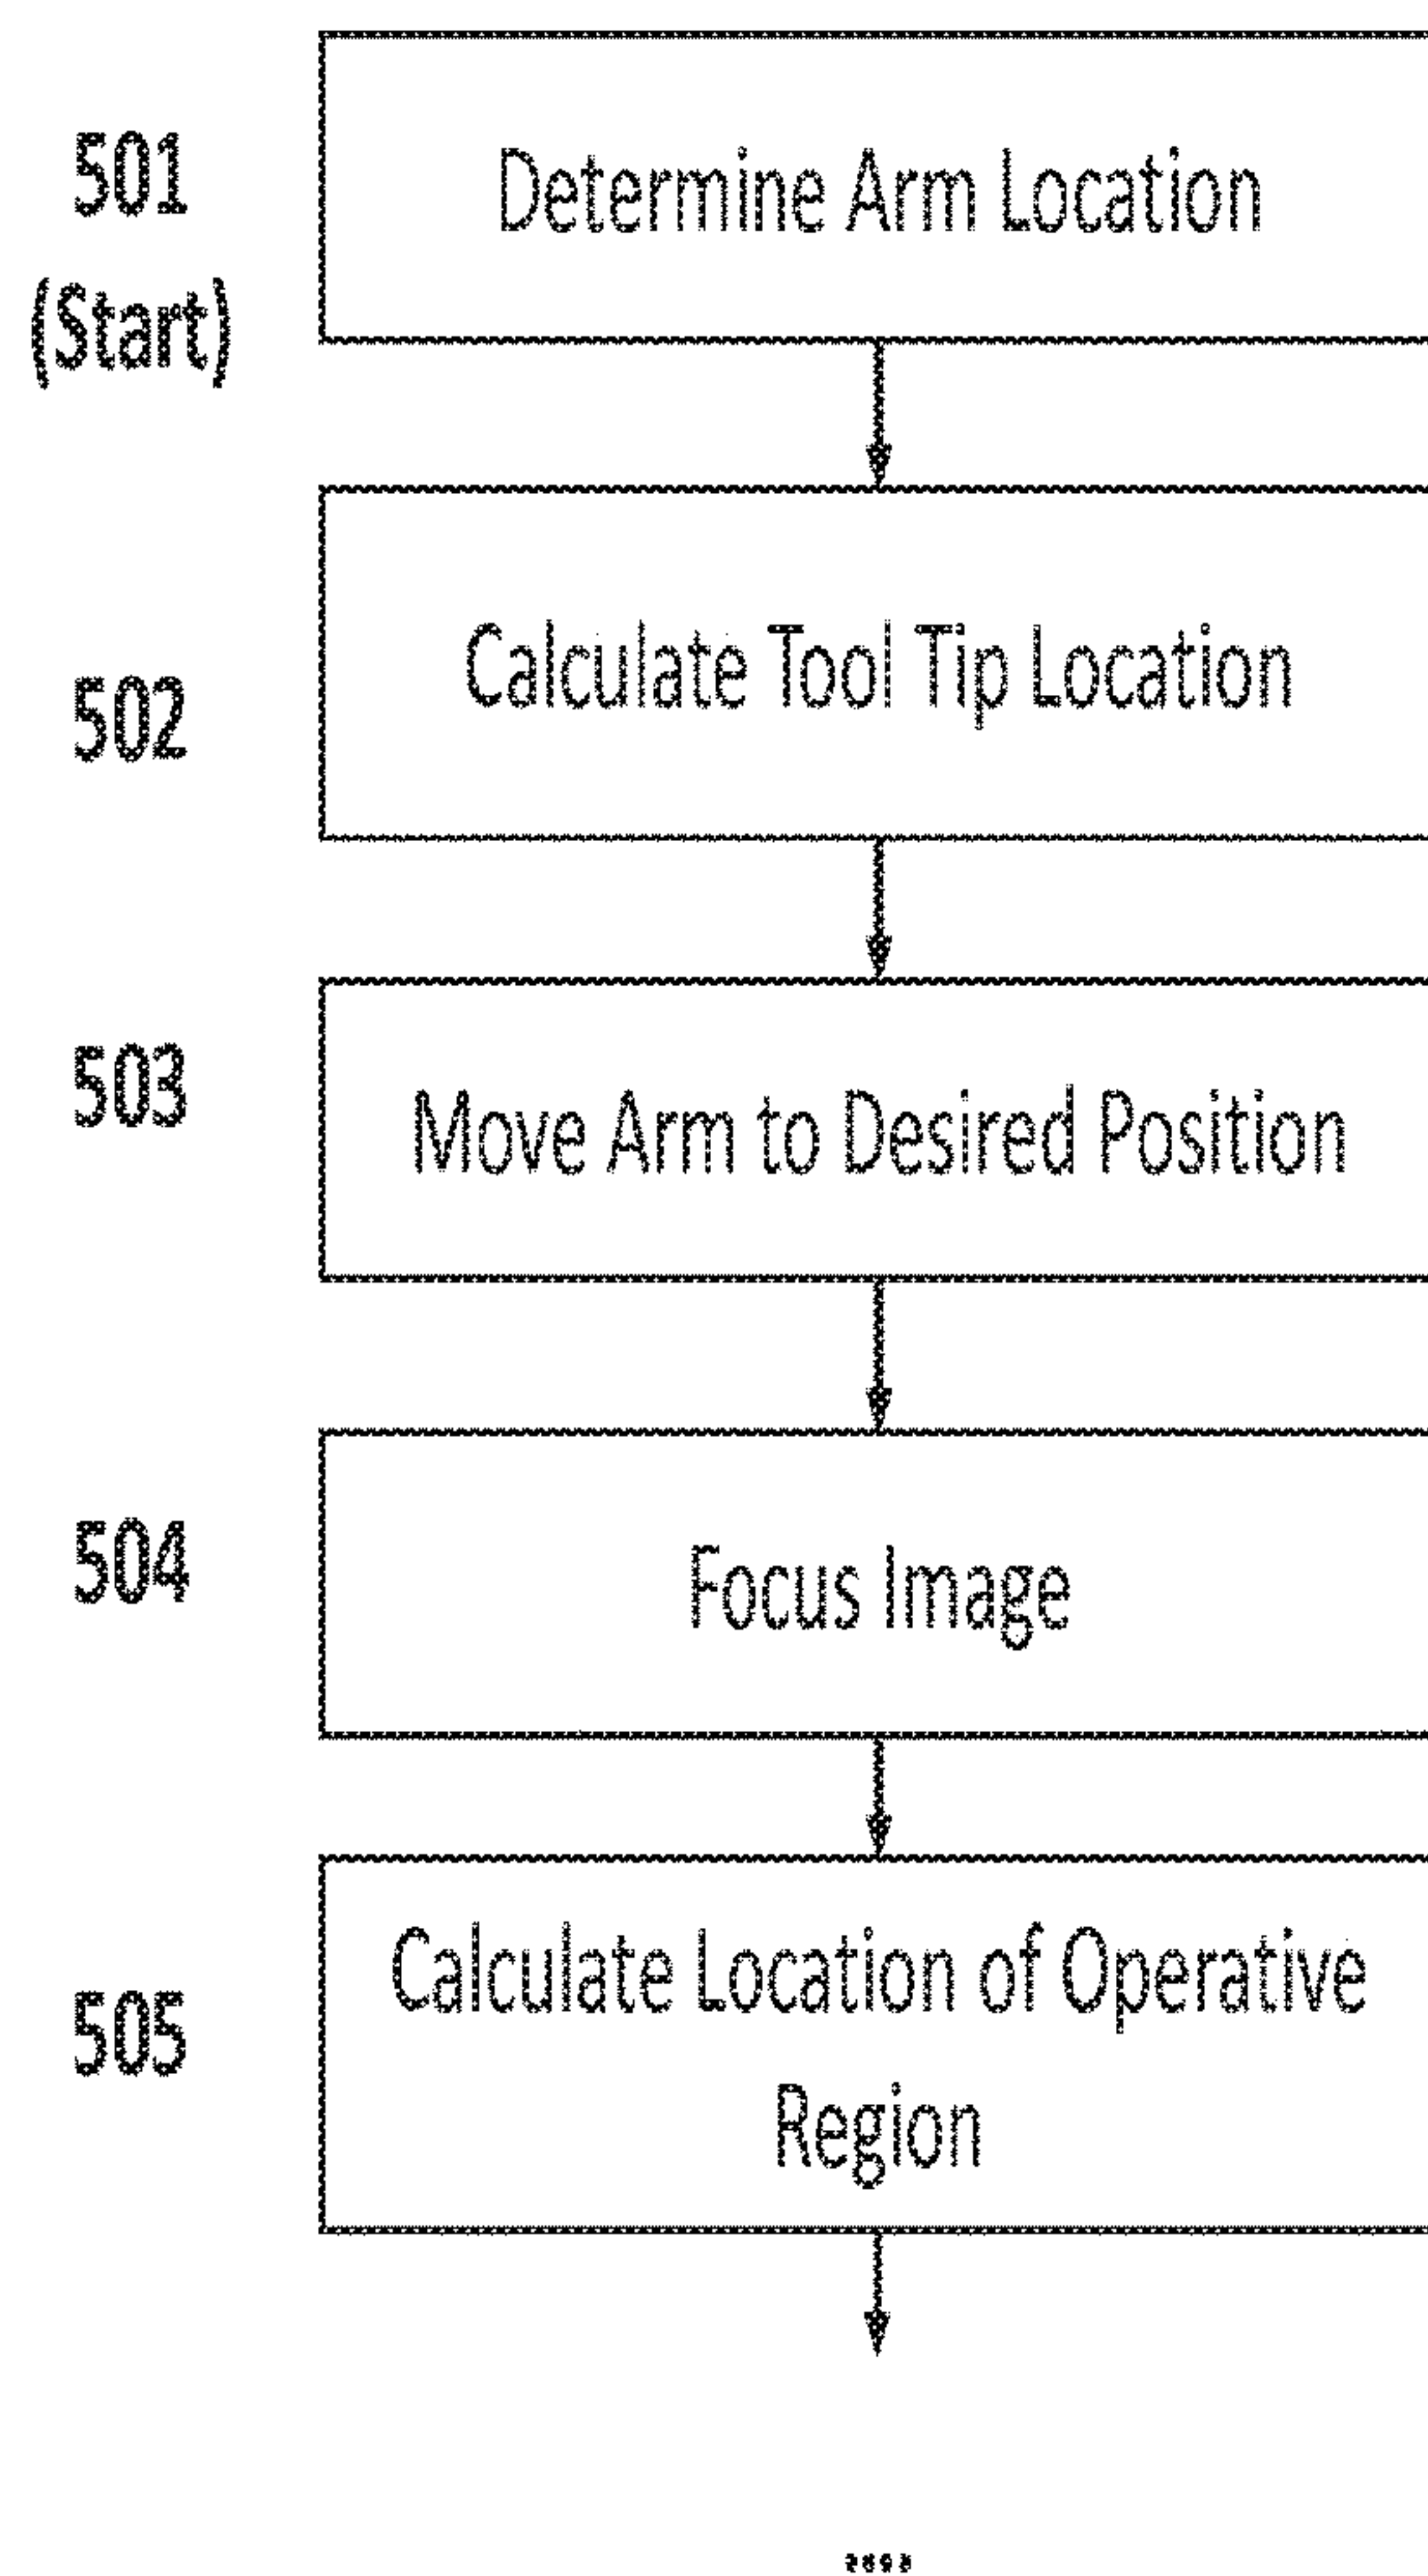 501
(Start)
Determine Arm Location
502
Calculate Tool Tip Location
503
Move Arm to Desired Position
504
Focus Image
505
Calculate Location of Operative
Region